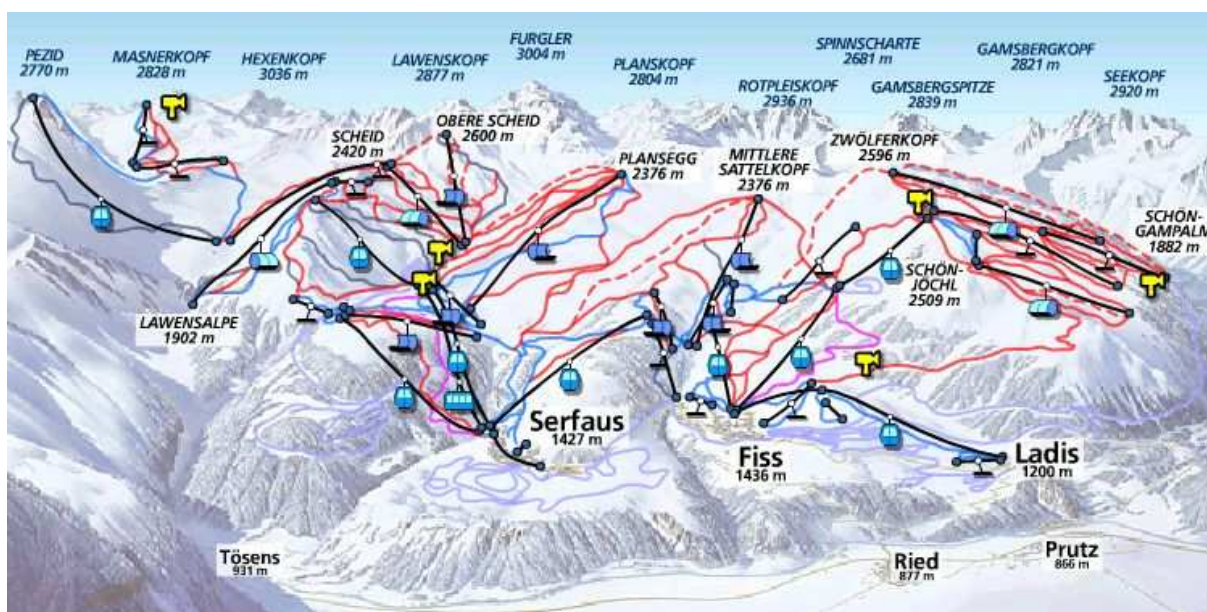 PEZID
2770 m
MASNERKOPF
2828 m
HEXENKOPF
3036 m
LAWENSKOPF
2877 m
FURGLER
3004 m
PLANSKOPF
2804 m
ROTPLEISKOPF
2936 m
SPINNSCHARTE
2681 m
GAMSBERGSPITZE
2839 m
GAMSBERGKOPF
2821 m
SEEKOPF
2920 m
SCHEID
2420 m
OBERE SCHEID
2600 m
PLANSEGG
2376 m
MITTLERE
SATTELKOPF
2376 m
ZWÖLFERKOPF
2596 m
SCHÖN-
GAMPALM
1882 m
SCHÖN-
JÖCHL
2509 m
LAWENSALPE
1902 m
Serfaus
1427 m
Fiss
1436 m
Ladis
1200 m
Tösens
931 m
Ried
877 m
Prutz
866 m